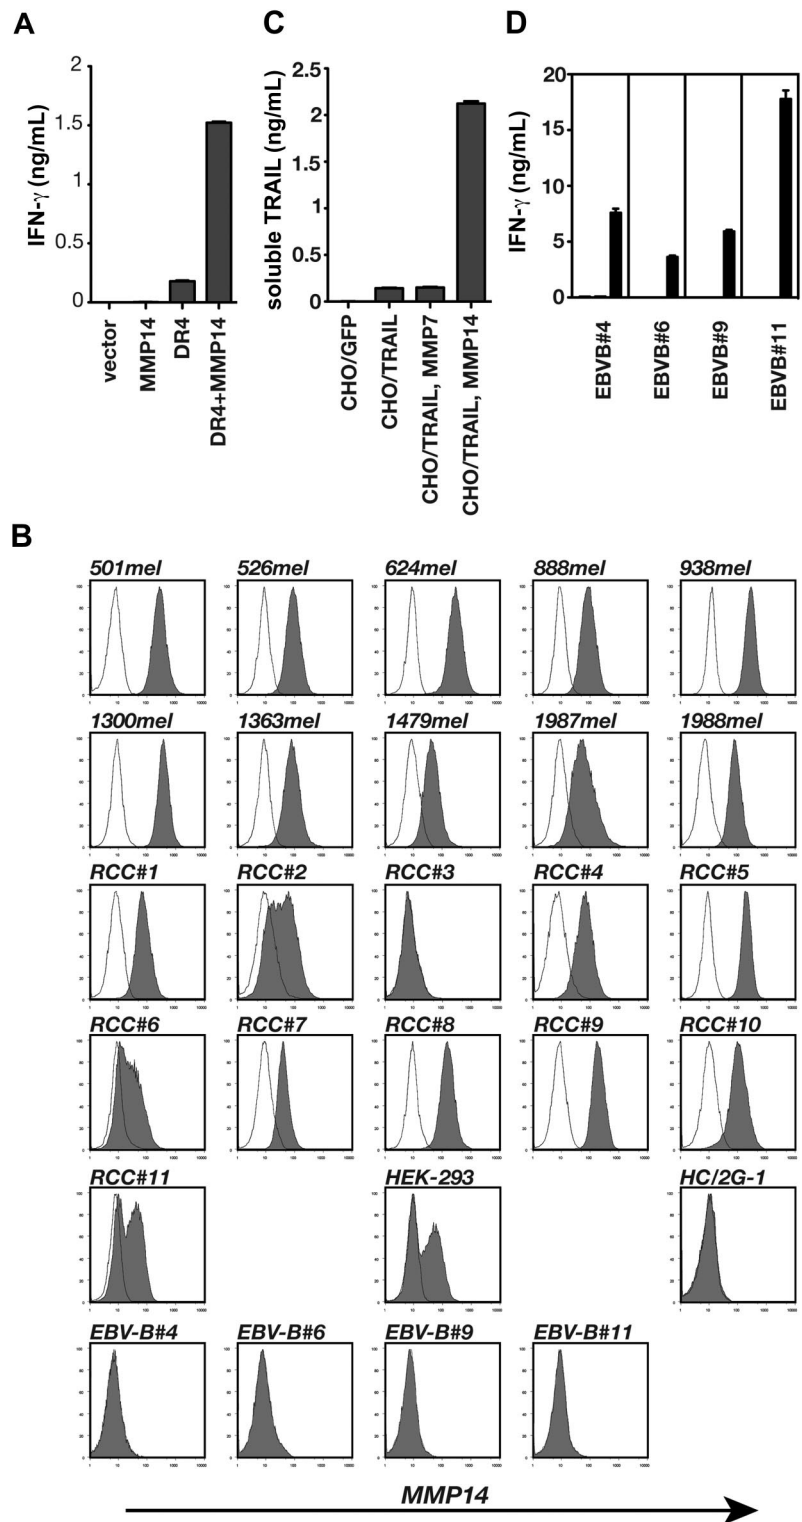 A
C
D
IFN-γ (ng/mL)
2
1.5
1
0.5
0
vector
MMP14
DR4
DR4+MMP14
soluble TRAIL (ng/mL)
2.5
2
1.5
1
0.5
0
CHO/GFP
CHO/TRAIL
CHO/TRAIL, MMP7
CHO/TRAIL, MMP14
IFN-γ (ng/mL)
20
15
10
5
0
EBVB#4
EBVB#6
EBVB#9
EBVB#11
B
501mel
526mel
624mel
888mel
938mel
1300mel
1363mel
1479mel
1987mel
1988mel
RCC#1
RCC#2
RCC#3
RCC#4
RCC#5
RCC#6
RCC#7
RCC#8
RCC#9
RCC#10
RCC#11
HEK-293
HC/2G-1
EBV-B#4
EBV-B#6
EBV-B#9
EBV-B#11
MMP14